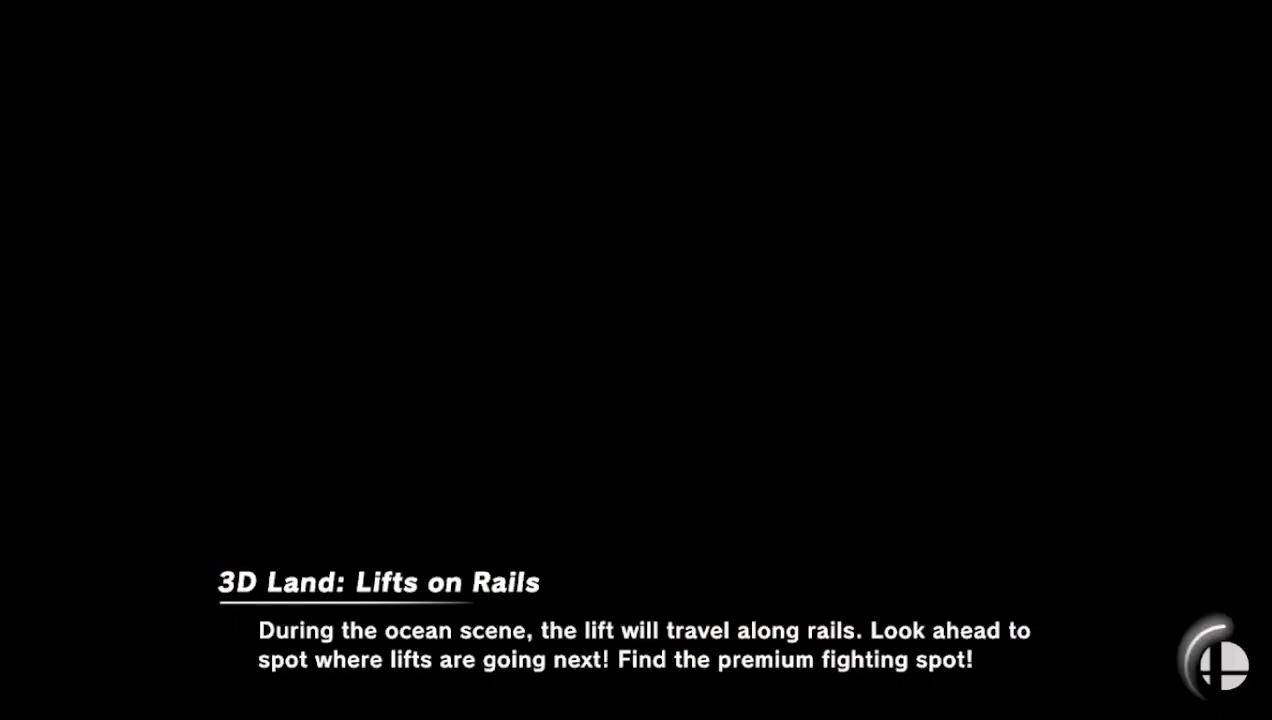 3D Land: Lifts on Rails
During the ocean scene, the lift will travel along rails. Look ahead to
spot where lifts are going next! Find the premium fighting spot!